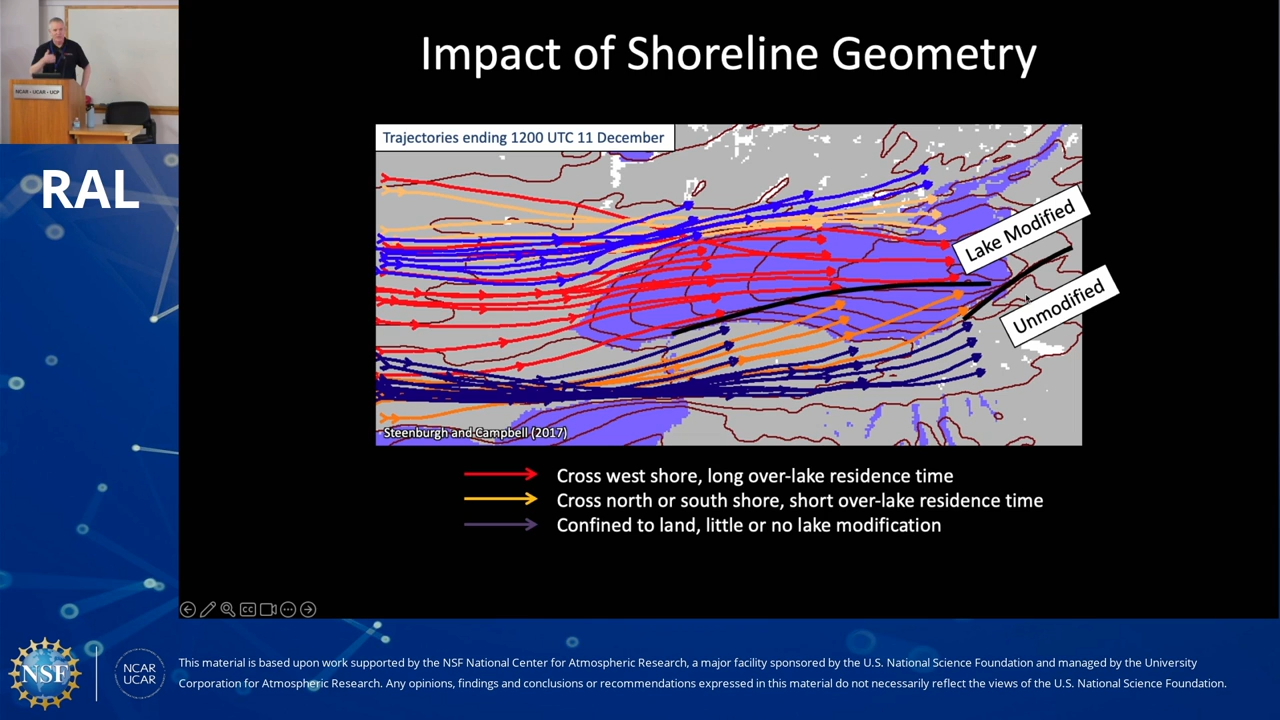 Impact of Shoreline Geometry
NCAR • UCAR • UCP
RAL
Trajectories ending 1200 UTC 11 December
Lake Modified
Unmodified
Steenburgh and Campbell (2017)
Cross west shore, long over-lake residence time
Cross north or south shore, short over-lake residence time
Confined to land, little or no lake modification
CC
NSF
NCAR
UCAR
This material is based upon work supported by the NSF National Center for Atmospheric Research, a major facility sponsored by the U.S. National Science Foundation and managed by the University
Corporation for Atmospheric Research. Any opinions, findings and conclusions or recommendations expressed in this material do not necessarily reflect the views of the U.S. National Science Foundation.